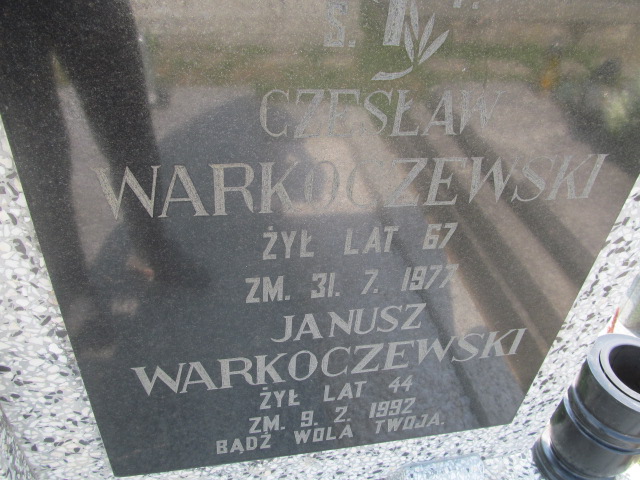 Ś. P.
CZESŁAW
WARKOCZEWSKI
ŻYŁ LAT 67
ZM. 31. 7. 1977
JANUSZ
WARKOCZEWSKI
ŻYŁ LAT 44
ZM. 9. 2. 1992
BĄDŹ WOLA TWOJA.